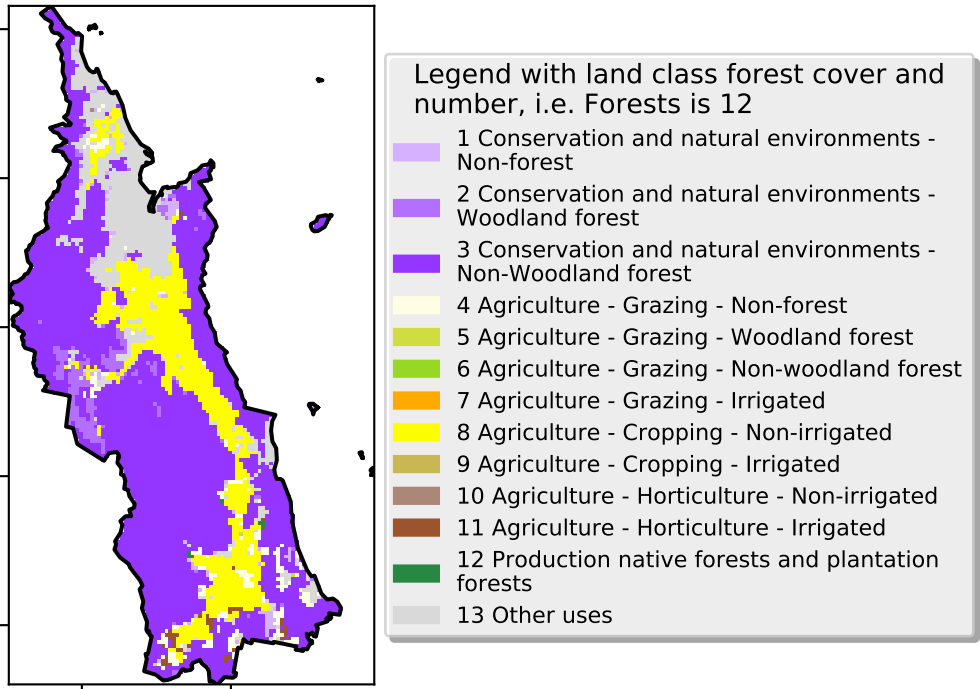 Legend with land class forest cover and
number, i.e. Forests is 12
1 Conservation and natural environments -
Non-forest
2 Conservation and natural environments -
Woodland forest
3 Conservation and natural environments -
Non-Woodland forest
4 Agriculture - Grazing - Non-forest
5 Agriculture - Grazing - Woodland forest
6 Agriculture - Grazing - Non-woodland forest
7 Agriculture - Grazing - Irrigated
8 Agriculture - Cropping - Non-irrigated
9 Agriculture - Cropping - Irrigated
10 Agriculture - Horticulture - Non-irrigated
11 Agriculture - Horticulture - Irrigated
12 Production native forests and plantation
forests
13 Other uses